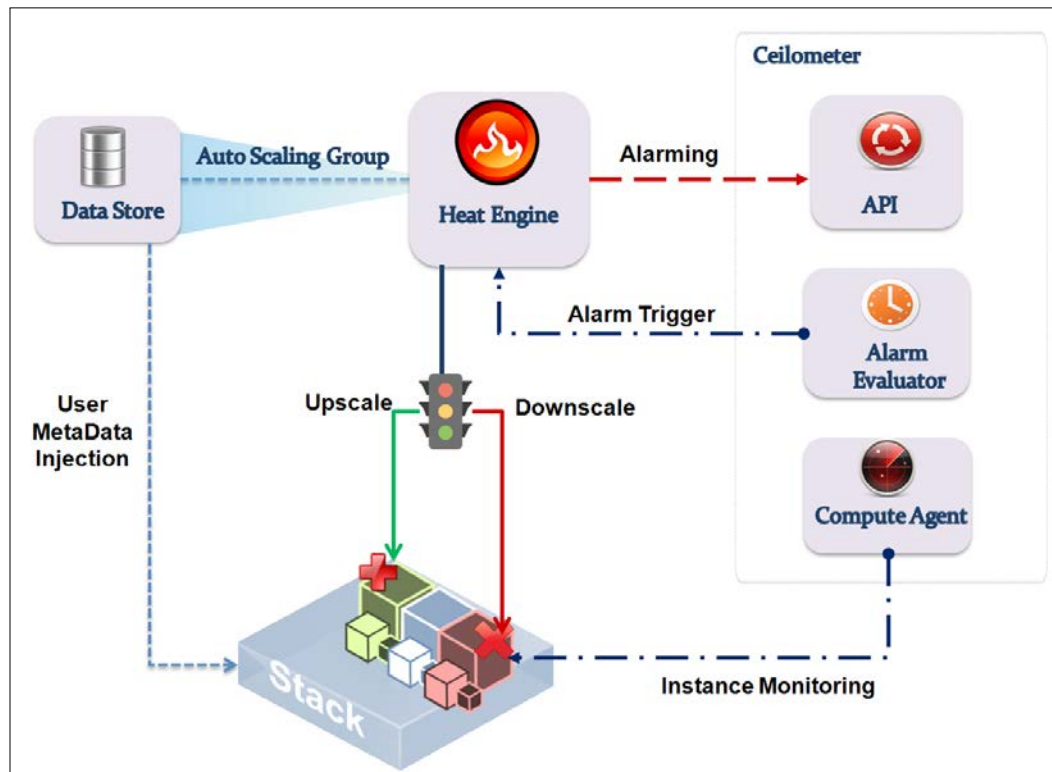 Ceilometer
Data Store
Auto Scaling Group
Heat Engine
Alarming
API
Alarm Trigger
Alarm
Evaluator
Upscale
Downscale
User
MetaData
Injection
Compute Agent
Stack
Instance Monitoring